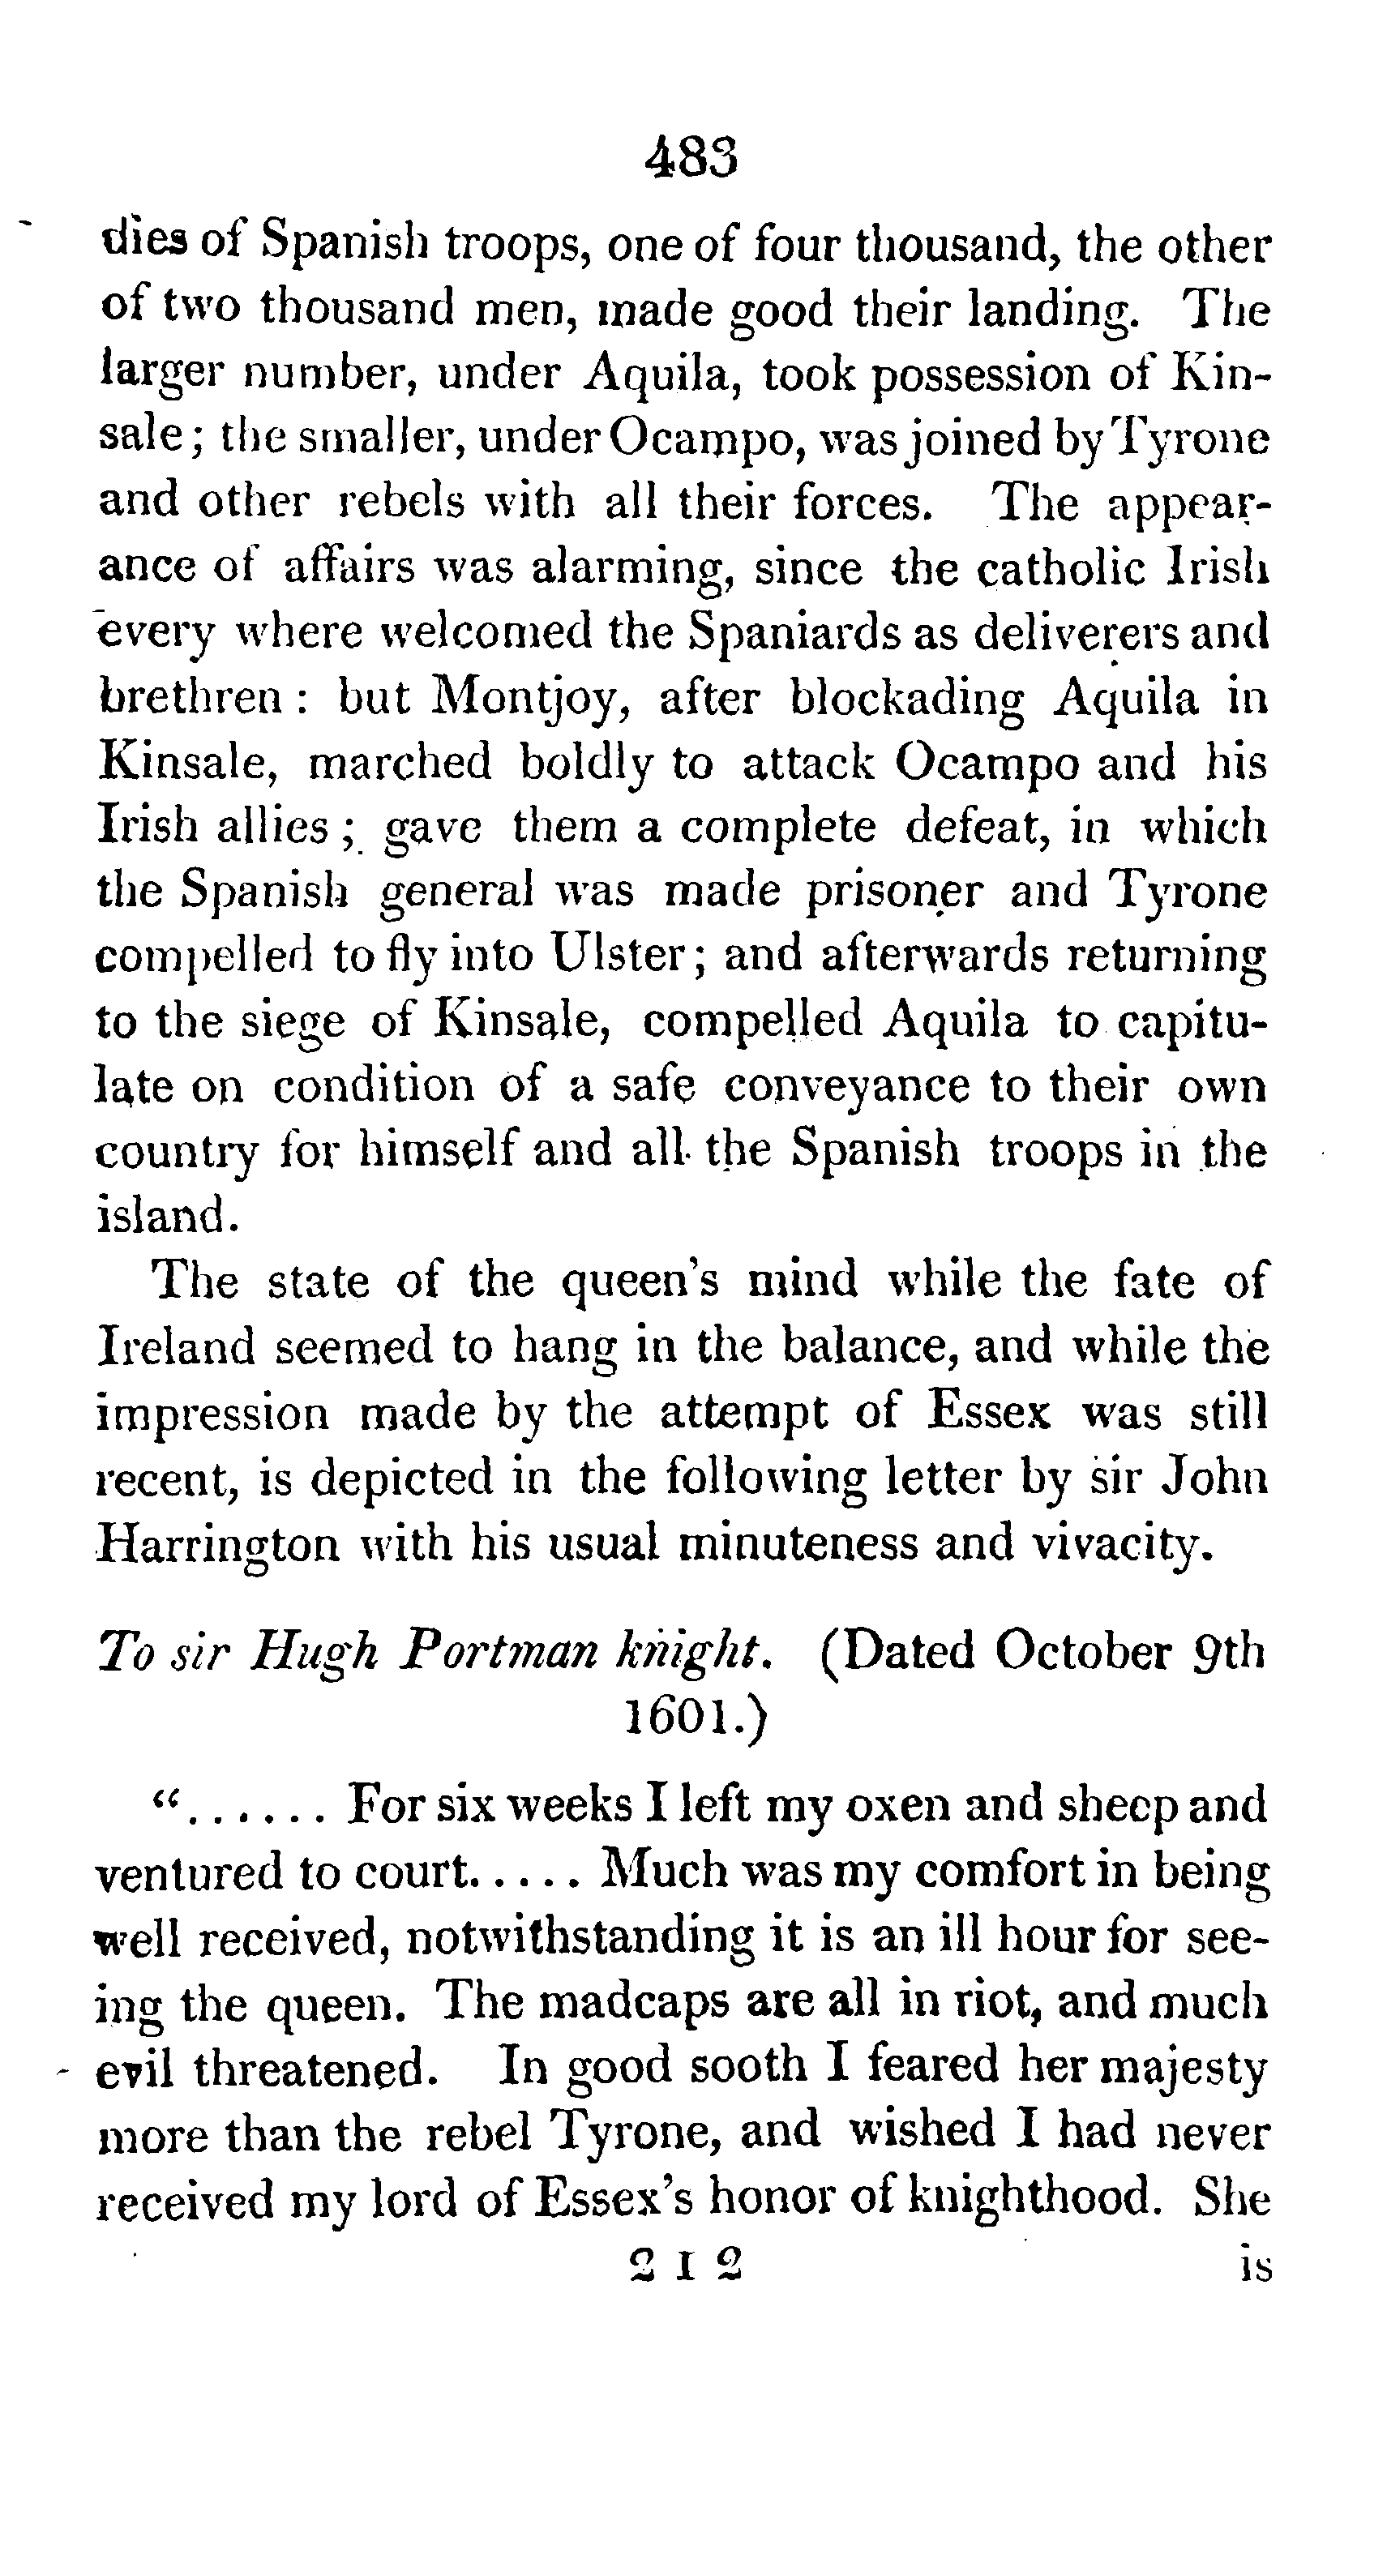 483
dies of Spanish troops, one of four thousand, the other
of two thousand men, made good their landing. The
larger number, under Aquila, took possession of Kin-
sale; the smaller, under Ocampo, was joined by Tyrone
and other rebels with all their forces. The appear-
ance of affairs was alarming, since the catholic Irish
every where welcomed the Spaniards as deliverers and
brethren: but Montjoy, after blockading Aquila in
Kinsale, marched boldly to attack Ocampo and his
Irish allies; gave them a complete defeat, in which
the Spanish general was made prisoner and Tyrone
compelled to fly into Ulster; and afterwards returning
to the siege of Kinsale, compelled Aquila to capitu-
late on condition of a safe conveyance to their own
country for himself and all the Spanish troops in the
island.
The state of the queen's mind while the fate of
Ireland seemed to hang in the balance, and while the
impression made by the attempt of Essex was still
recent, is depicted in the following letter by sir John
Harrington with his usual minuteness and vivacity.
To sir Hugh Portman knight. (Dated October 9th
1601.)
“...... For six weeks I left my oxen and sheep and
ventured to court..... Much was my comfort in being
well received, notwithstanding it is an ill hour for see-
ing the queen. The madcaps are all in riot, and much
evil threatened. In good sooth I feared her majesty
more than the rebel Tyrone, and wished I had never
received my lord of Essex's honor of knighthood. She
2 I 2 is